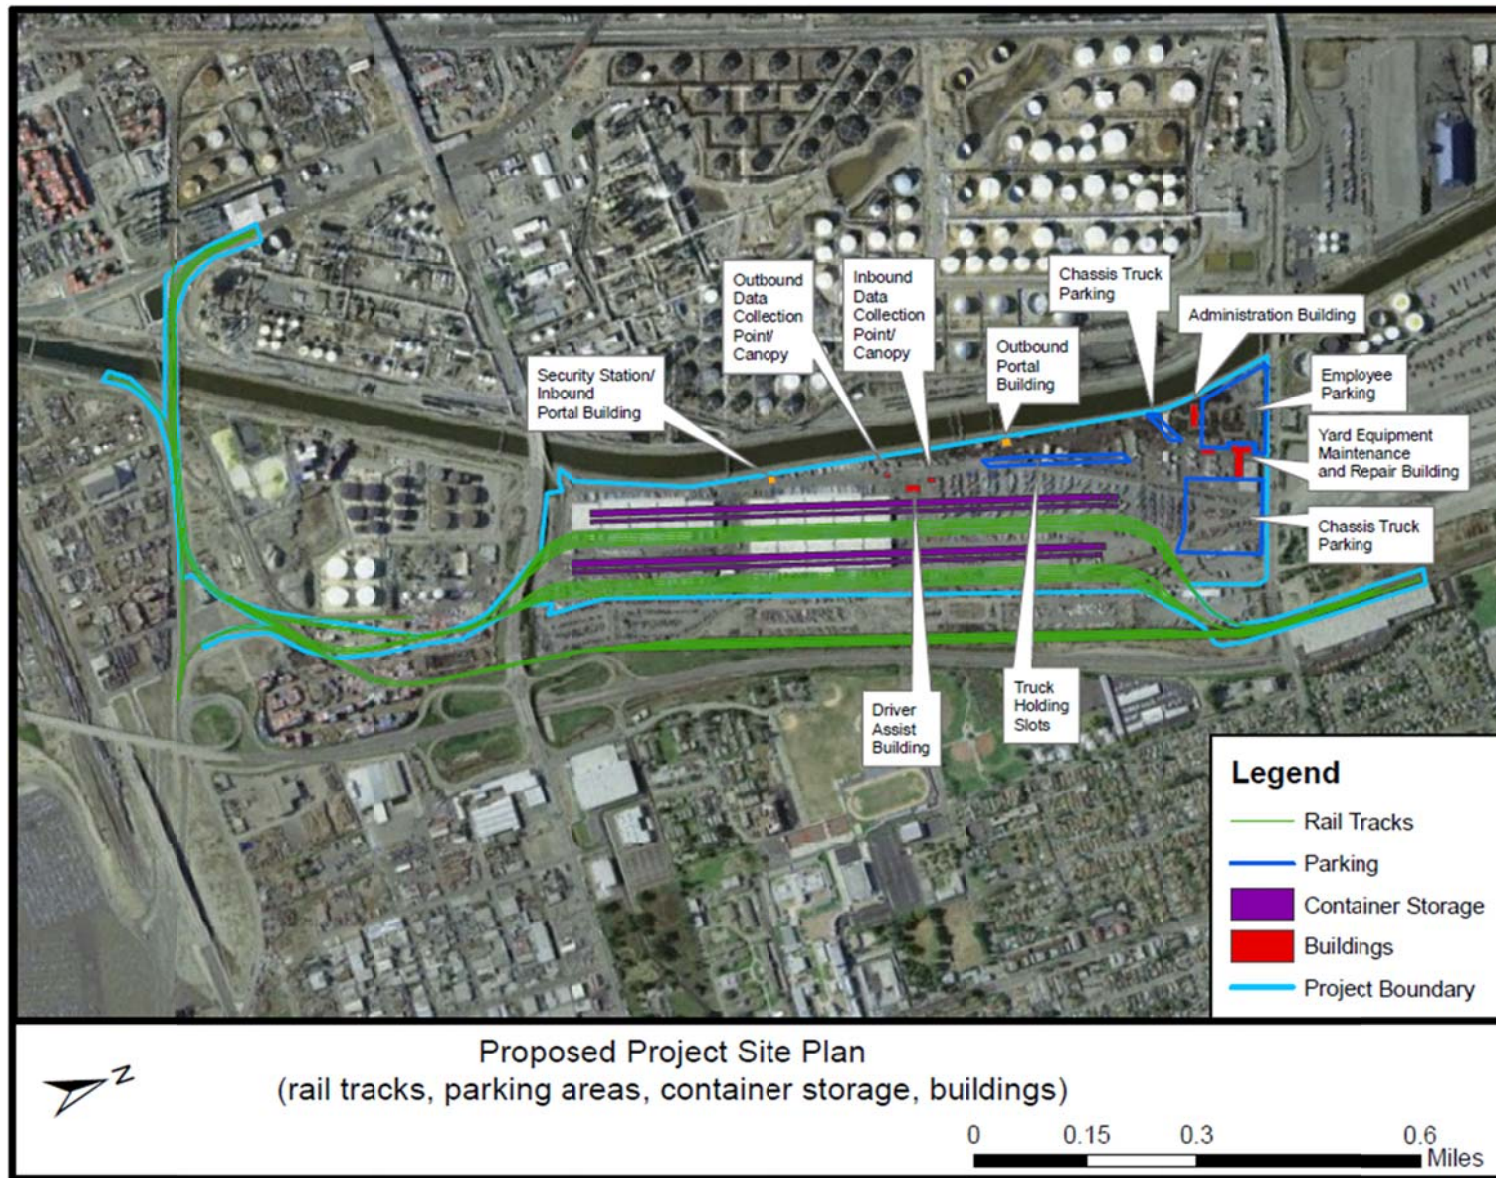 Outbound
Data
Collection
Point/
Canopy
Inbound
Data
Collection
Point/
Canopy
Chassis Truck
Parking
Administration Building
Security Station/
Inbound
Portal Building
Outbound
Portal
Building
Employee
Parking
Yard Equipment
Maintenance
and Repair Building
Chassis Truck
Parking
Driver
Assist
Building
Truck
Holding
Slots
Legend
Rail Tracks
Parking
Container Storage
Buildings
Project Boundary
Proposed Project Site Plan
(rail tracks, parking areas, container storage, buildings)
N
0 0.15 0.3 0.6
Miles